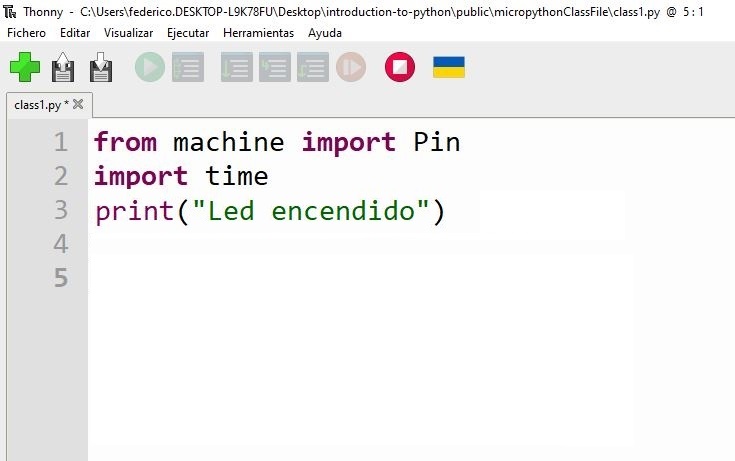 Thonny - C:\Users\federico.DESKTOP-L9K78FU\Desktop\introduction-to-python\public\micropythonClassFile\class1.py @ 5 : 1
Fichero Editar Visualizar Ejecutar Herramientas Ayuda
class1.py *
1 from machine import Pin
2 import time
3 print("Led encendido")
4
5